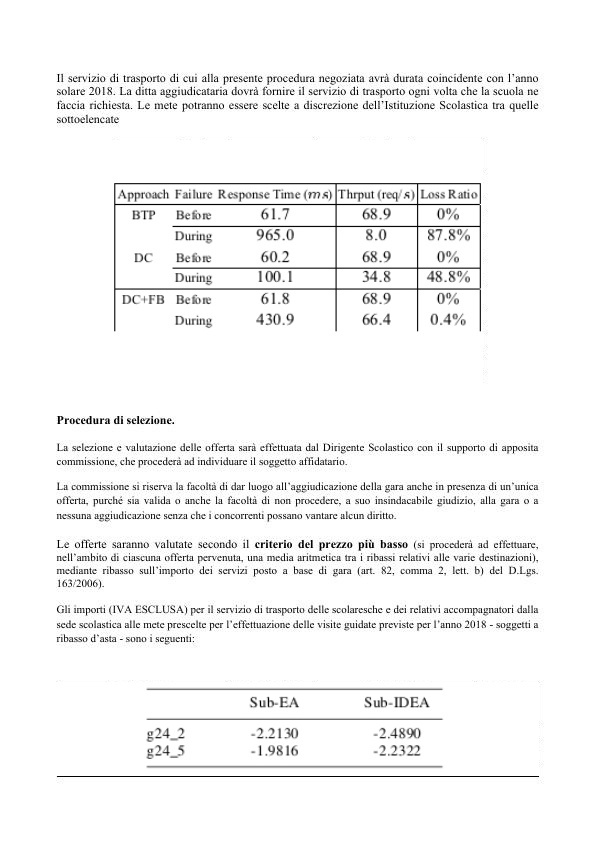 Il servizio di trasporto di cui alla presente procedura negoziata avrà durata coincidente con l’anno
solare 2018. La ditta aggiudicataria dovrà fornire il servizio di trasporto ogni volta che la scuola ne
faccia richiesta. Le mete potranno essere scelte a discrezione dell’Istituzione Scolastica tra quelle
sottoelencate
Approach Failure Response Time (ms) Thrput (req/s) Loss Ratio
BTP Before 61.7 68.9 0%
During 965.0 8.0 87.8%
DC Before 60.2 68.9 0%
During 100.1 34.8 48.8%
DC+FB Before 61.8 68.9 0%
During 430.9 66.4 0.4%
Procedura di selezione.
La selezione e valutazione delle offerta sarà effettuata dal Dirigente Scolastico con il supporto di apposita
commissione, che procederà ad individuare il soggetto affidatario.
La commissione si riserva la facoltà di dar luogo all’aggiudicazione della gara anche in presenza di un’unica
offerta, purché sia valida o anche la facoltà di non procedere, a suo insindacabile giudizio, alla gara o a
nessuna aggiudicazione senza che i concorrenti possano vantare alcun diritto.
Le offerte saranno valutate secondo il criterio del prezzo più basso (si procederà ad effettuare,
nell’ambito di ciascuna offerta pervenuta, una media aritmetica tra i ribassi relativi alle varie destinazioni),
mediante ribasso sull’importo dei servizi posto a base di gara (art. 82, comma 2, lett. b) del D.Lgs.
163/2006).
Gli importi (IVA ESCLUSA) per il servizio di trasporto delle scolaresche e dei relativi accompagnatori dalla
sede scolastica alle mete prescelte per l’effettuazione delle visite guidate previste per l’anno 2018 - soggetti a
ribasso d’asta - sono i seguenti:
Sub-EA Sub-IDEA
g24_2 -2.2130 -2.4890
g24_5 -1.9816 -2.2322